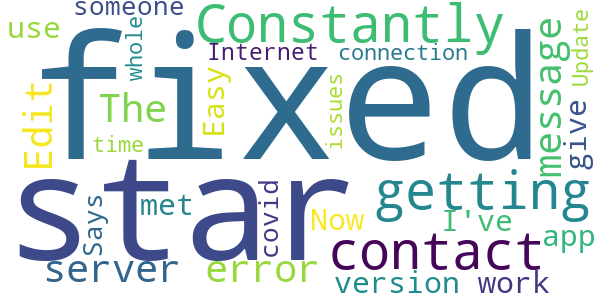 someone
use
Constantly
whole
Internet
connection
Update
fixed
message
Edit
The
Easy
issues
give
time
star
Says
met
covid
getting
Now
I've
app
contact
server
error
version
work